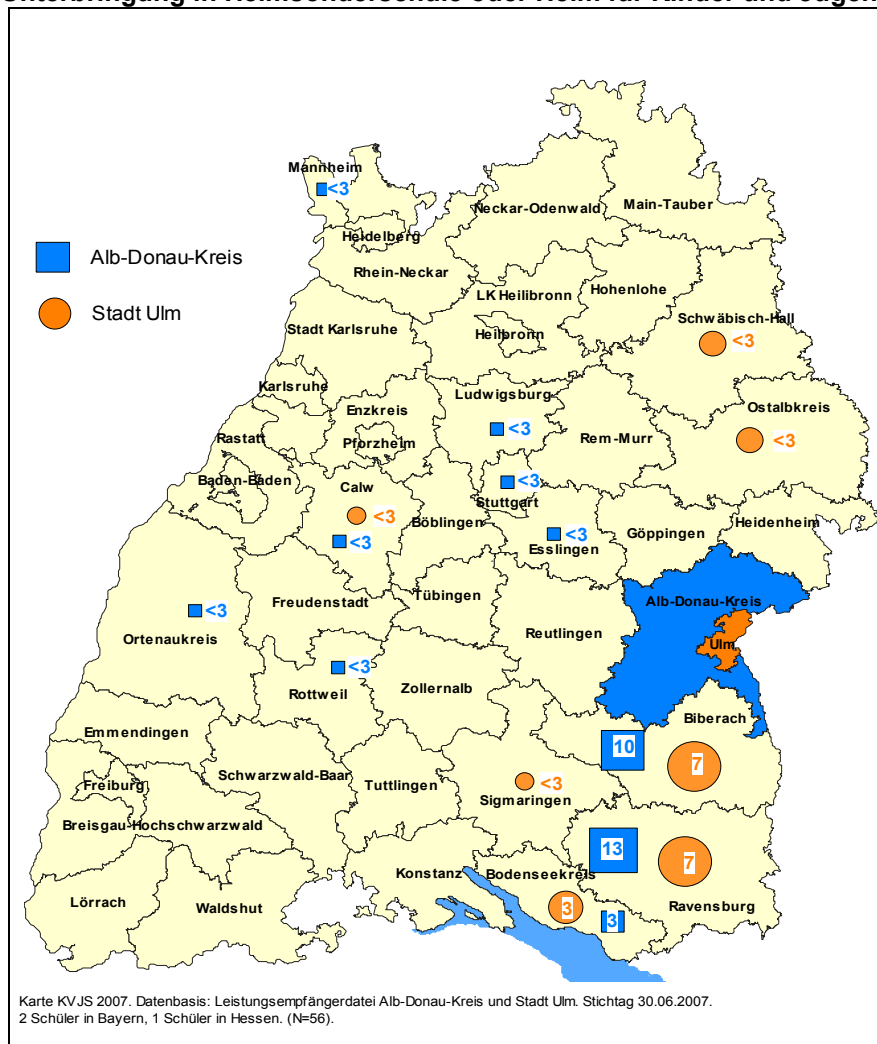 Mannheim
<3
Neckar-Odenwald
Main-Tauber
Heidelberg
Alb-Donau-Kreis
Rhein-Neckar
LK Heilibronn
Hohenlohe
Stadt Ulm
Stadt Karlsruhe
Heilbronn
Schwäbisch-Hall
<3
Karlsruhe
Ludwigsburg
Enzkreis
Ostalbkreis
<3
Rastatt
Pforzheim
<3
Rem-Murr
Baden-Baden
Calw
<3
Stuttgart
<3
Böblingen
<3
Esslingen
Göppingen
Heidenheim
<3
Freudenstadt
Tübingen
Alb-Donau-Kreis
<3
Ortenaukreis
Reutlingen
Ulm
<3
Rottweil
Zollernalb
Emmendingen
Biberach
10
7
Schwarzwald-Baar
Tuttlingen
<3
Sigmaringen
Freiburg
Breisgau-Hochschwarzwald
13
7
Konstanz
Bodenseekreis
Lörrach
Waldshut
3
3
Ravensburg
Karte KVJS 2007. Datenbasis: Leistungsempfängerdatei Alb-Donau-Kreis und Stadt Ulm. Stichtag 30.06.2007.
2 Schüler in Bayern, 1 Schüler in Hessen. (N=56).